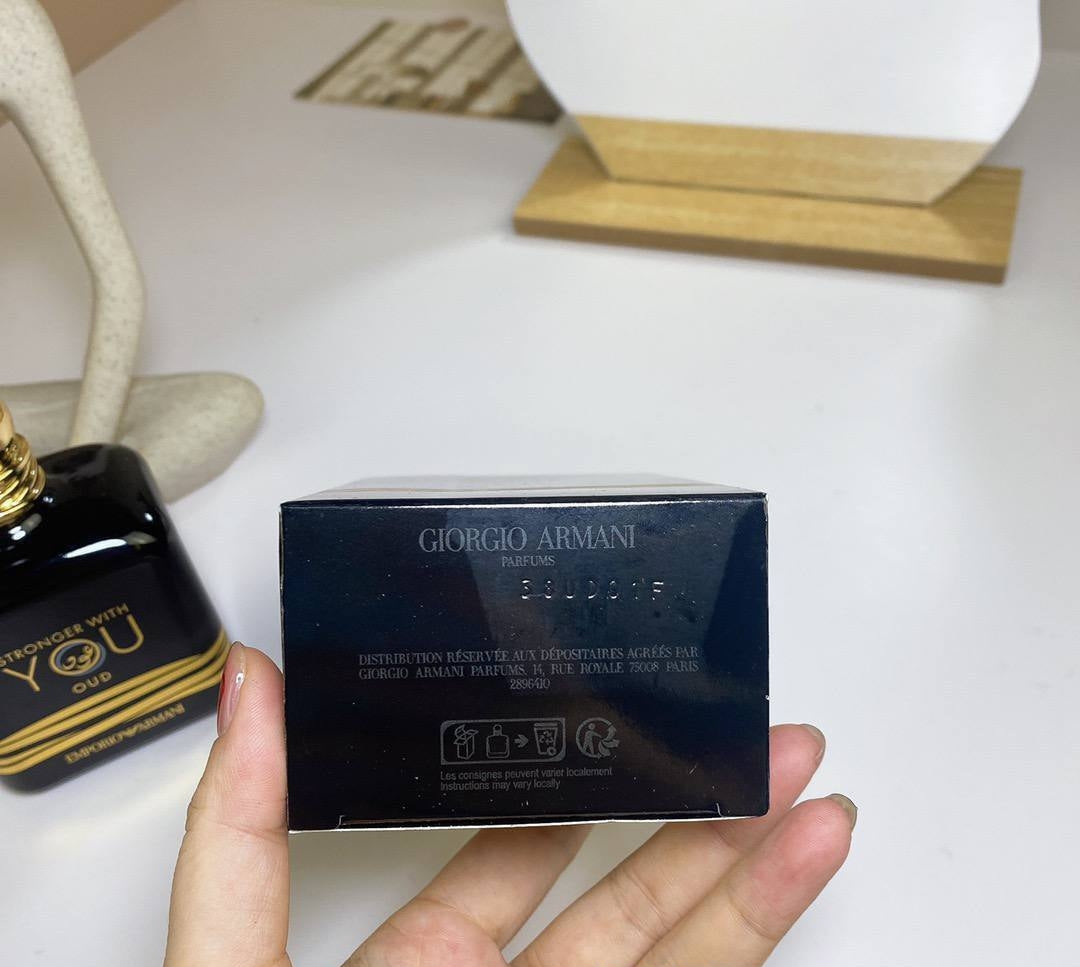 GIORGIO ARMANI
PARFUMS
DISTRIBUTION RÉSERVÉE AUX DÉPOSITAIRES AGRÉÉS PAR
GIORGIO ARMANI PARFUMS. 14, RUE ROYALE 75008 PARIS
2896410
Les consignes peuvent varier localement
Instructions may vary locally
STRONGER WITH
YOU
OUD
EMPORIO ARMANI